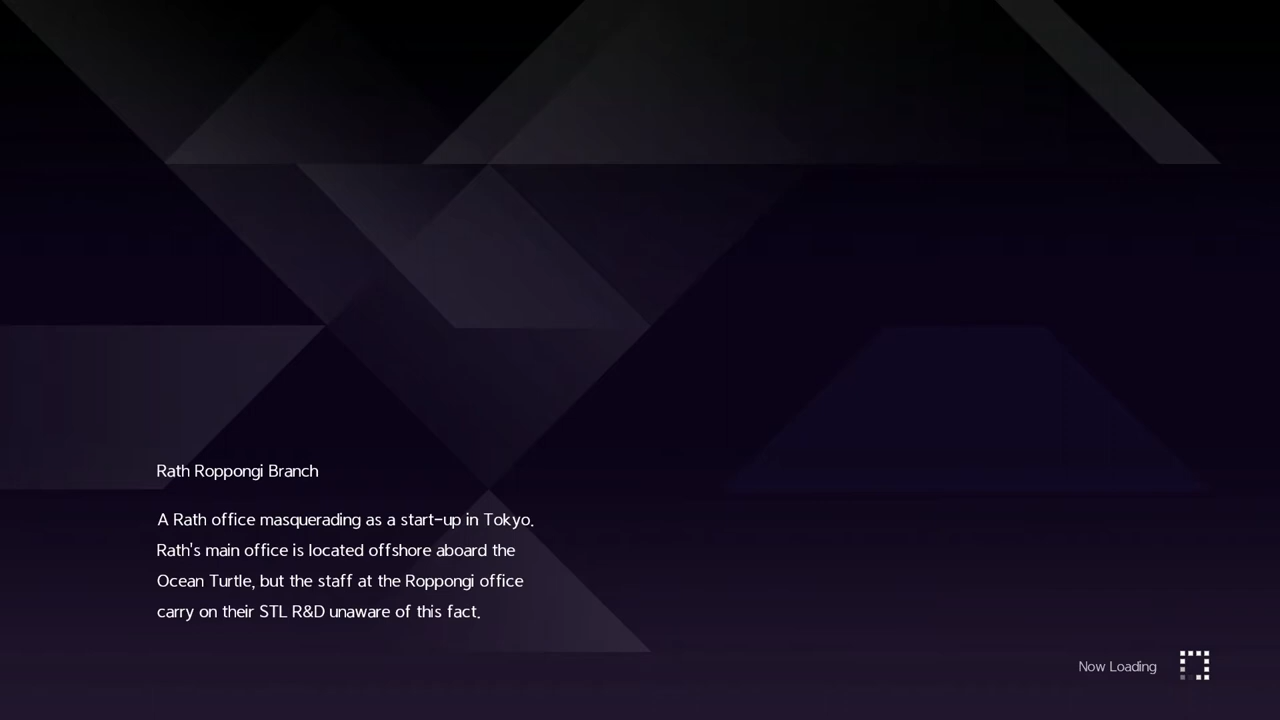 Rath Roppongi Branch
A Rath office masquerading as a start-up in Tokyo.
Rath's main office is located offshore aboard the
Ocean Turtle, but the staff at the Roppongi office
carry on their STL R&D unaware of this fact.
Now Loading